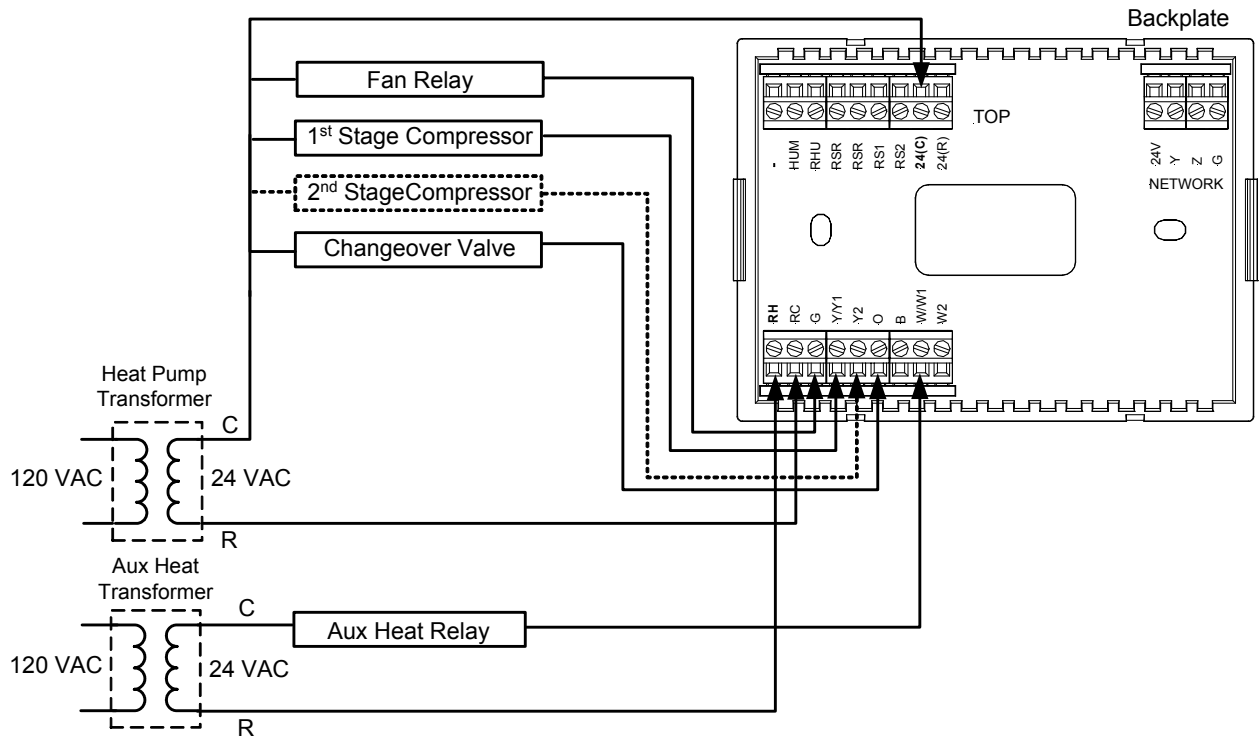 Backplate
Fan Relay
1st Stage Compressor
2nd StageCompressor
Changeover Valve
TOP
-
HUM
RHU
RSR
RSR
RS1
RS2
24(C)
24(R)
24V
Y
Z
G
NETWORK
RH
RC
G
Y/Y1
Y2
O
B
W/W1
W2
Heat Pump
Transformer
C
120 VAC
24 VAC
R
Aux Heat
Transformer
C
Aux Heat Relay
120 VAC
24 VAC
R